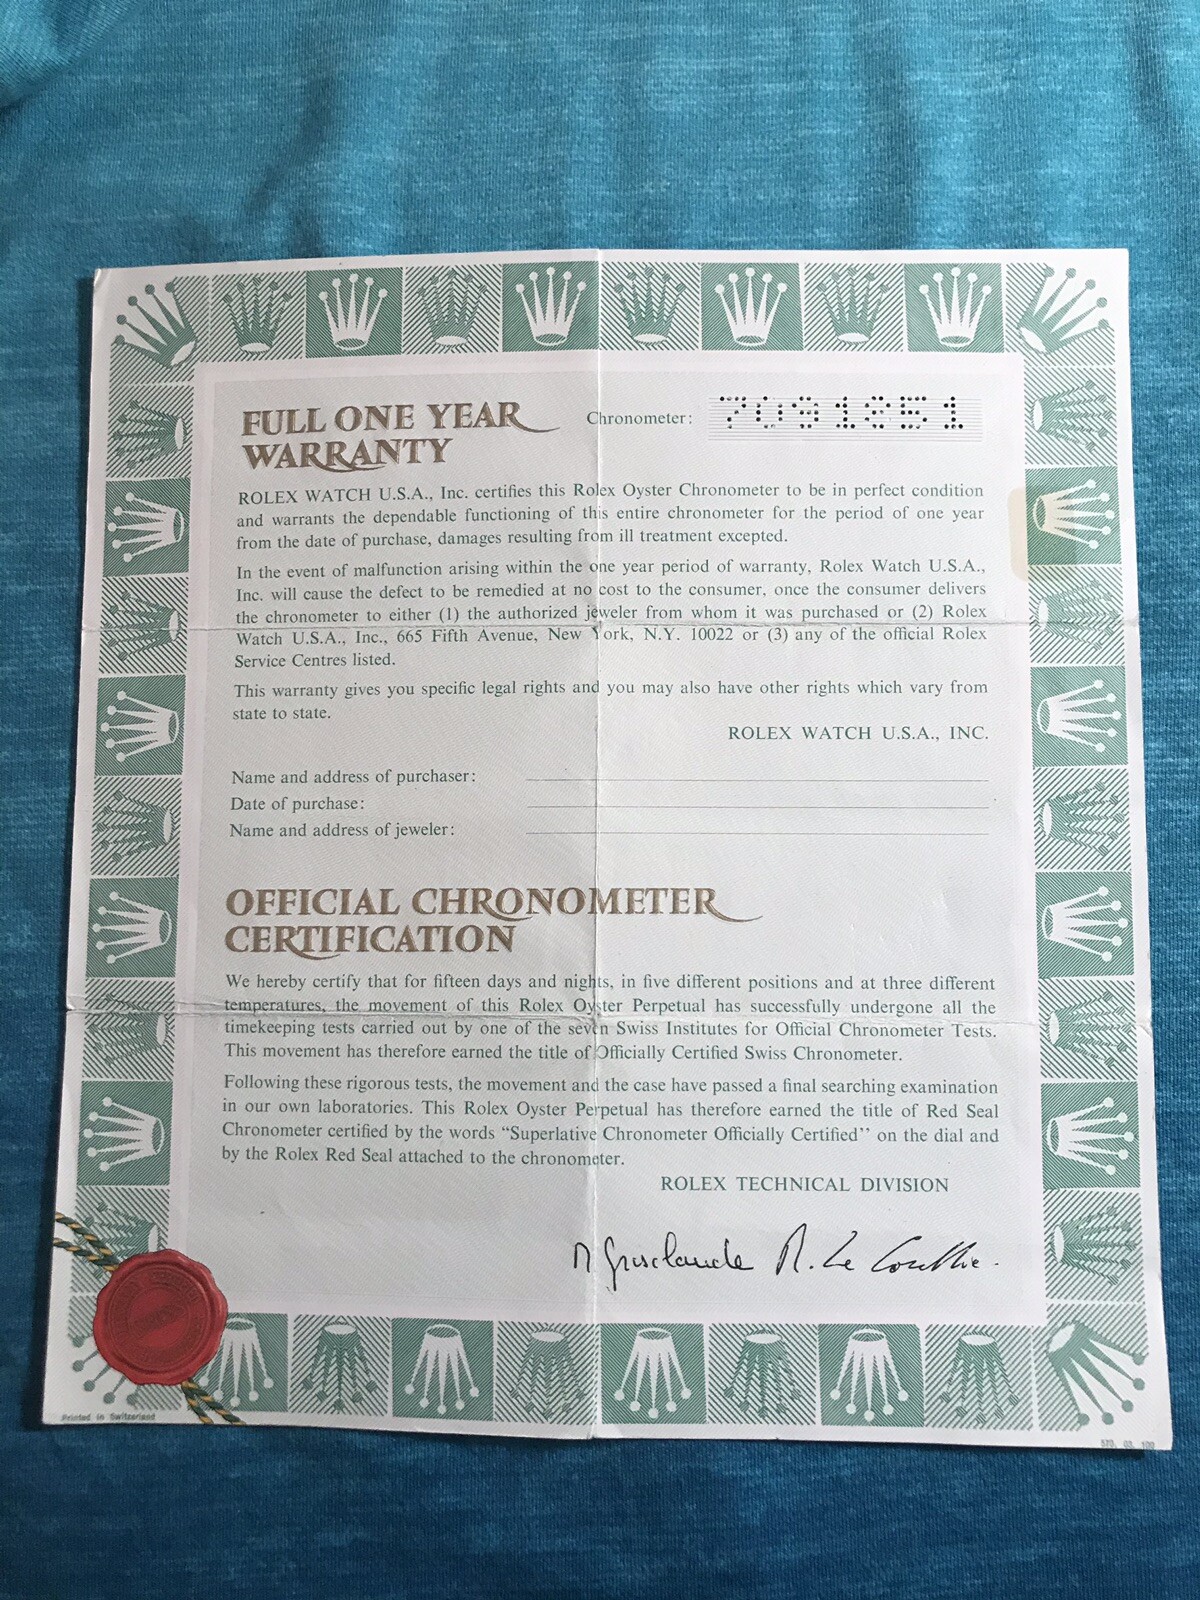 FULL ONE YEAR
WARRANTY
Chronometer: 7091651
ROLEX WATCH U.S.A., Inc. certifies this Rolex Oyster Chronometer to be in perfect condition
and warrants the dependable functioning of this entire chronometer for the period of one year
from the date of purchase, damages resulting from ill treatment excepted.
In the event of malfunction arising within the one year period of warranty, Rolex Watch U.S.A.,
Inc. will cause the defect to be remedied at no cost to the consumer, once the consumer delivers
the chronometer to either (1) the authorized jeweler from whom it was purchased or (2) Rolex
Watch U.S.A., Inc., 665 Fifth Avenue, New York, N.Y. 10022 or (3) any of the official Rolex
Service Centres listed.
This warranty gives you specific legal rights and you may also have other rights which vary from
state to state.
ROLEX WATCH U.S.A., INC.
Name and address of purchaser:
Date of purchase:
Name and address of jeweler:
OFFICIAL CHRONOMETER
CERTIFICATION
We hereby certify that for fifteen days and nights, in five different positions and at three different
temperatures, the movement of this Rolex Oyster Perpetual has successfully undergone all the
timekeeping tests carried out by one of the seven Swiss Institutes for Official Chronometer Tests.
This movement has therefore earned the title of Officially Certified Swiss Chronometer.
Following these rigorous tests, the movement and the case have passed a final searching examination
in our own laboratories. This Rolex Oyster Perpetual has therefore earned the title of Red Seal
Chronometer certified by the words “Superlative Chronometer Officially Certified” on the dial and
by the Rolex Red Seal attached to the chronometer.
ROLEX TECHNICAL DIVISION
Printed in Switzerland
570. 03. 100